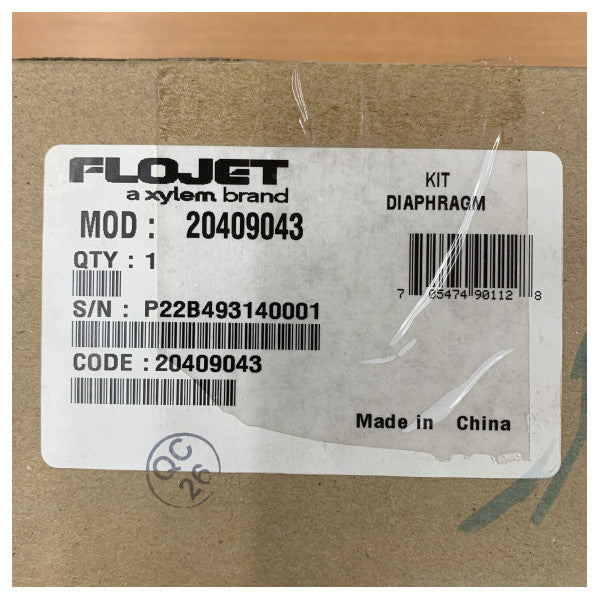 FLOJET
a xylem brand
MOD : 20409043
QTY : 1
S/N : P22B493140001
CODE : 20409043
KIT
DIAPHRAGM
7 05474 90112 8
Made in China
QC
26